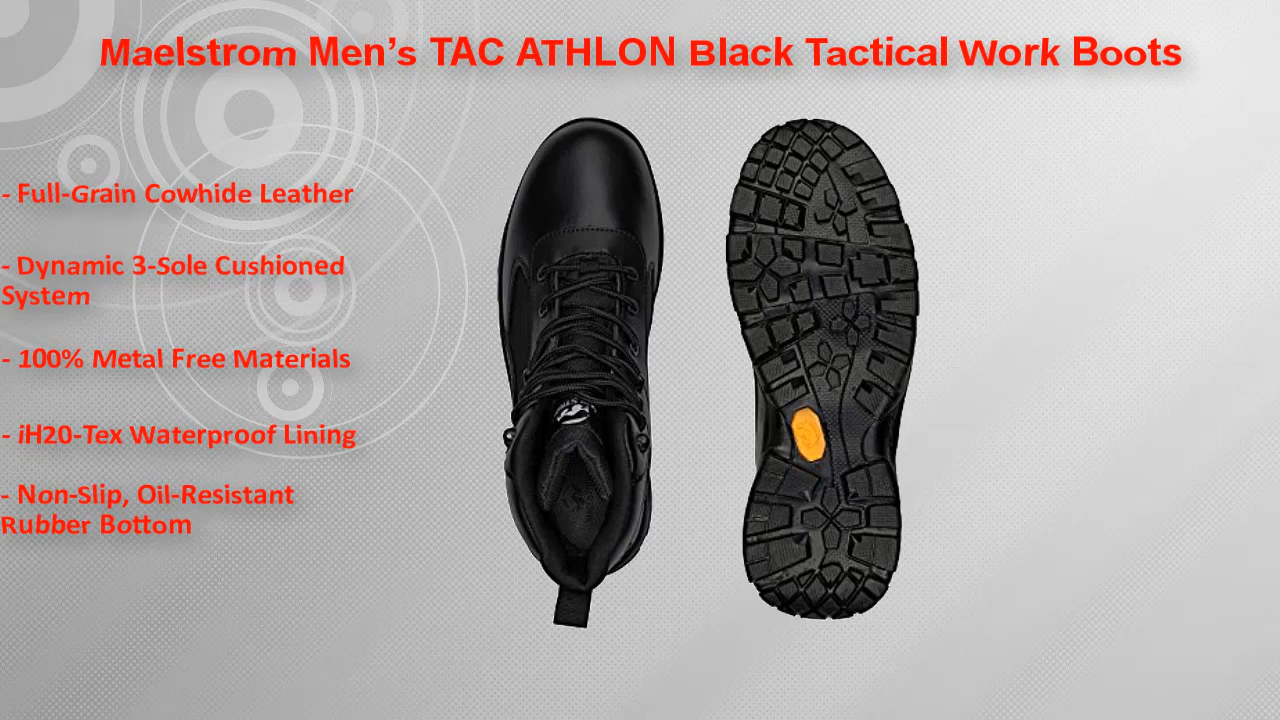 Maelstrom Men’s TAC ATHLON Black Tactical Work Boots
- Full-Grain Cowhide Leather
- Dynamic 3-Sole Cushioned
System
- 100% Metal Free Materials
- iH20-Tex Waterproof Lining
- Non-Slip, Oil-Resistant
Rubber Bottom